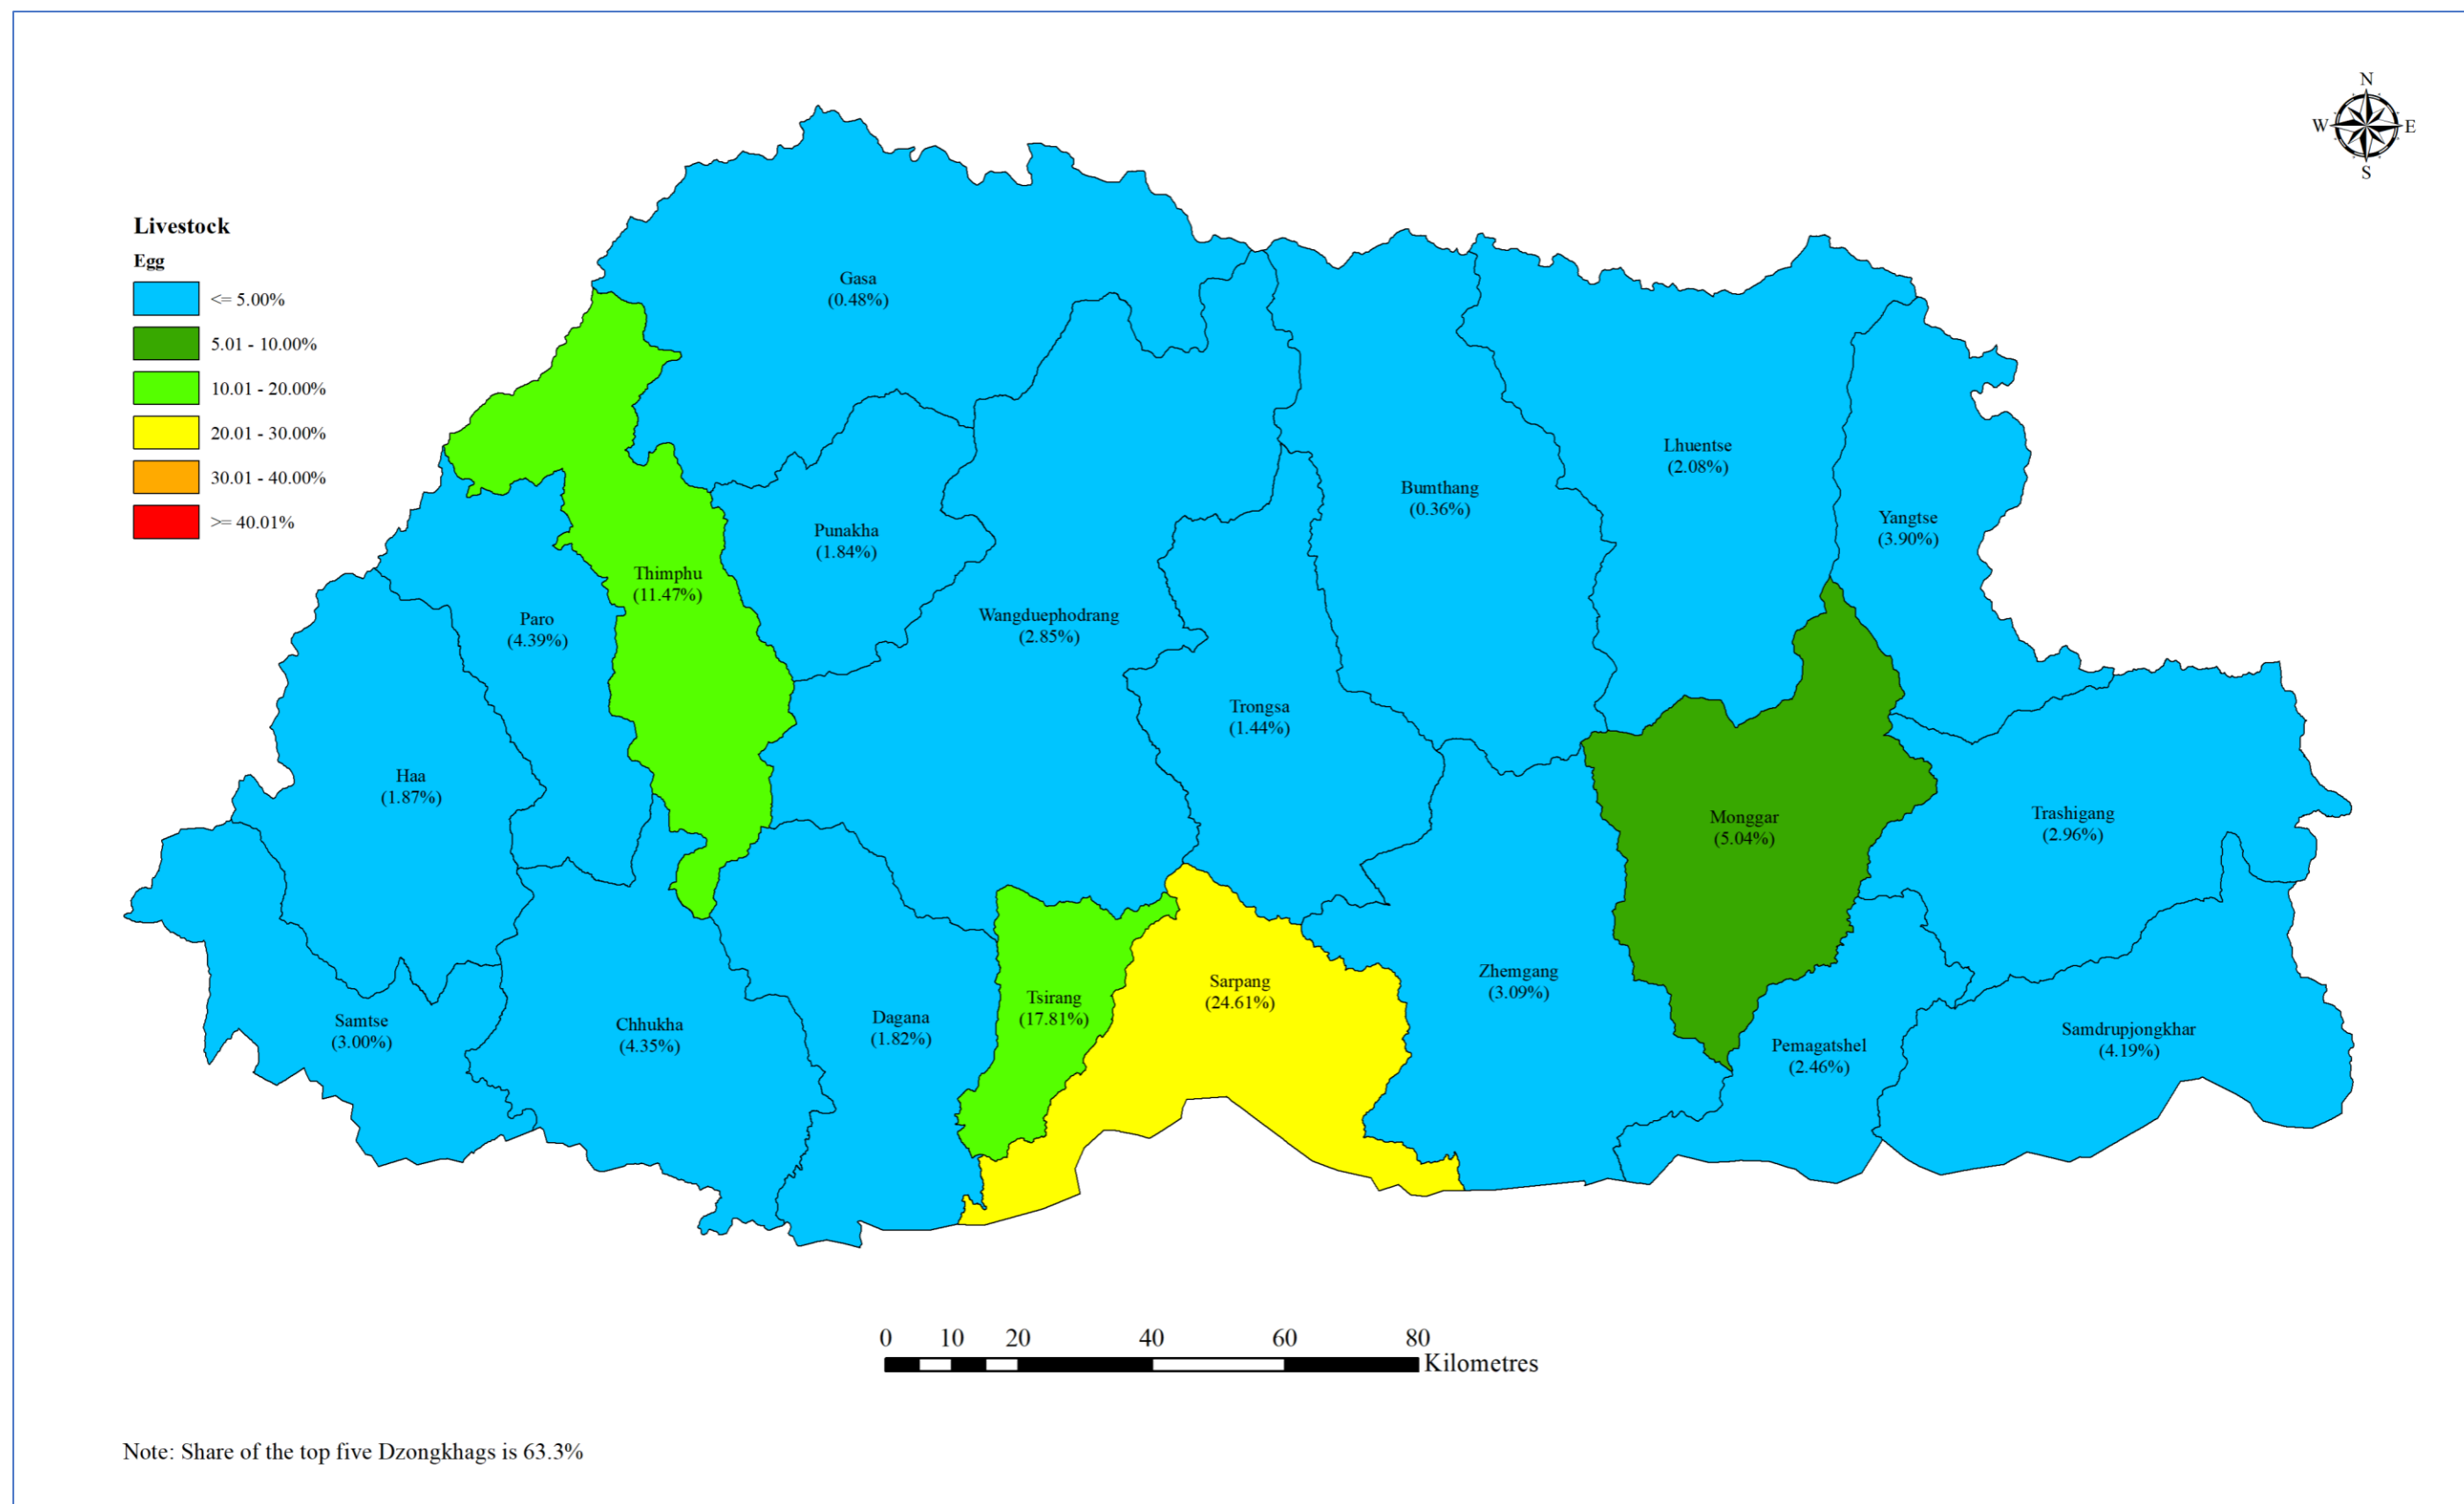 N
W
E
S
Livestock
Egg
<= 5.00%
5.01 - 10.00%
10.01 - 20.00%
20.01 - 30.00%
30.01 - 40.00%
>= 40.01%
Gasa
(0.48%)
Lhuentse
(2.08%)
Bumthang
(0.36%)
Yangtse
(3.90%)
Punakha
(1.84%)
Thimphu
(11.47%)
Paro
(4.39%)
Wangduephodrang
(2.85%)
Trongsa
(1.44%)
Haa
(1.87%)
Monggar
(5.04%)
Trashigang
(2.96%)
Zhemgang
(3.09%)
Sarpang
(24.61%)
Tsirang
(17.81%)
Dagana
(1.82%)
Samtse
(3.00%)
Chhukha
(4.35%)
Samdrupjongkhar
(4.19%)
Pemagatshel
(2.46%)
0 10 20 40 60 80
Kilometres
Note: Share of the top five Dzongkhags is 63.3%